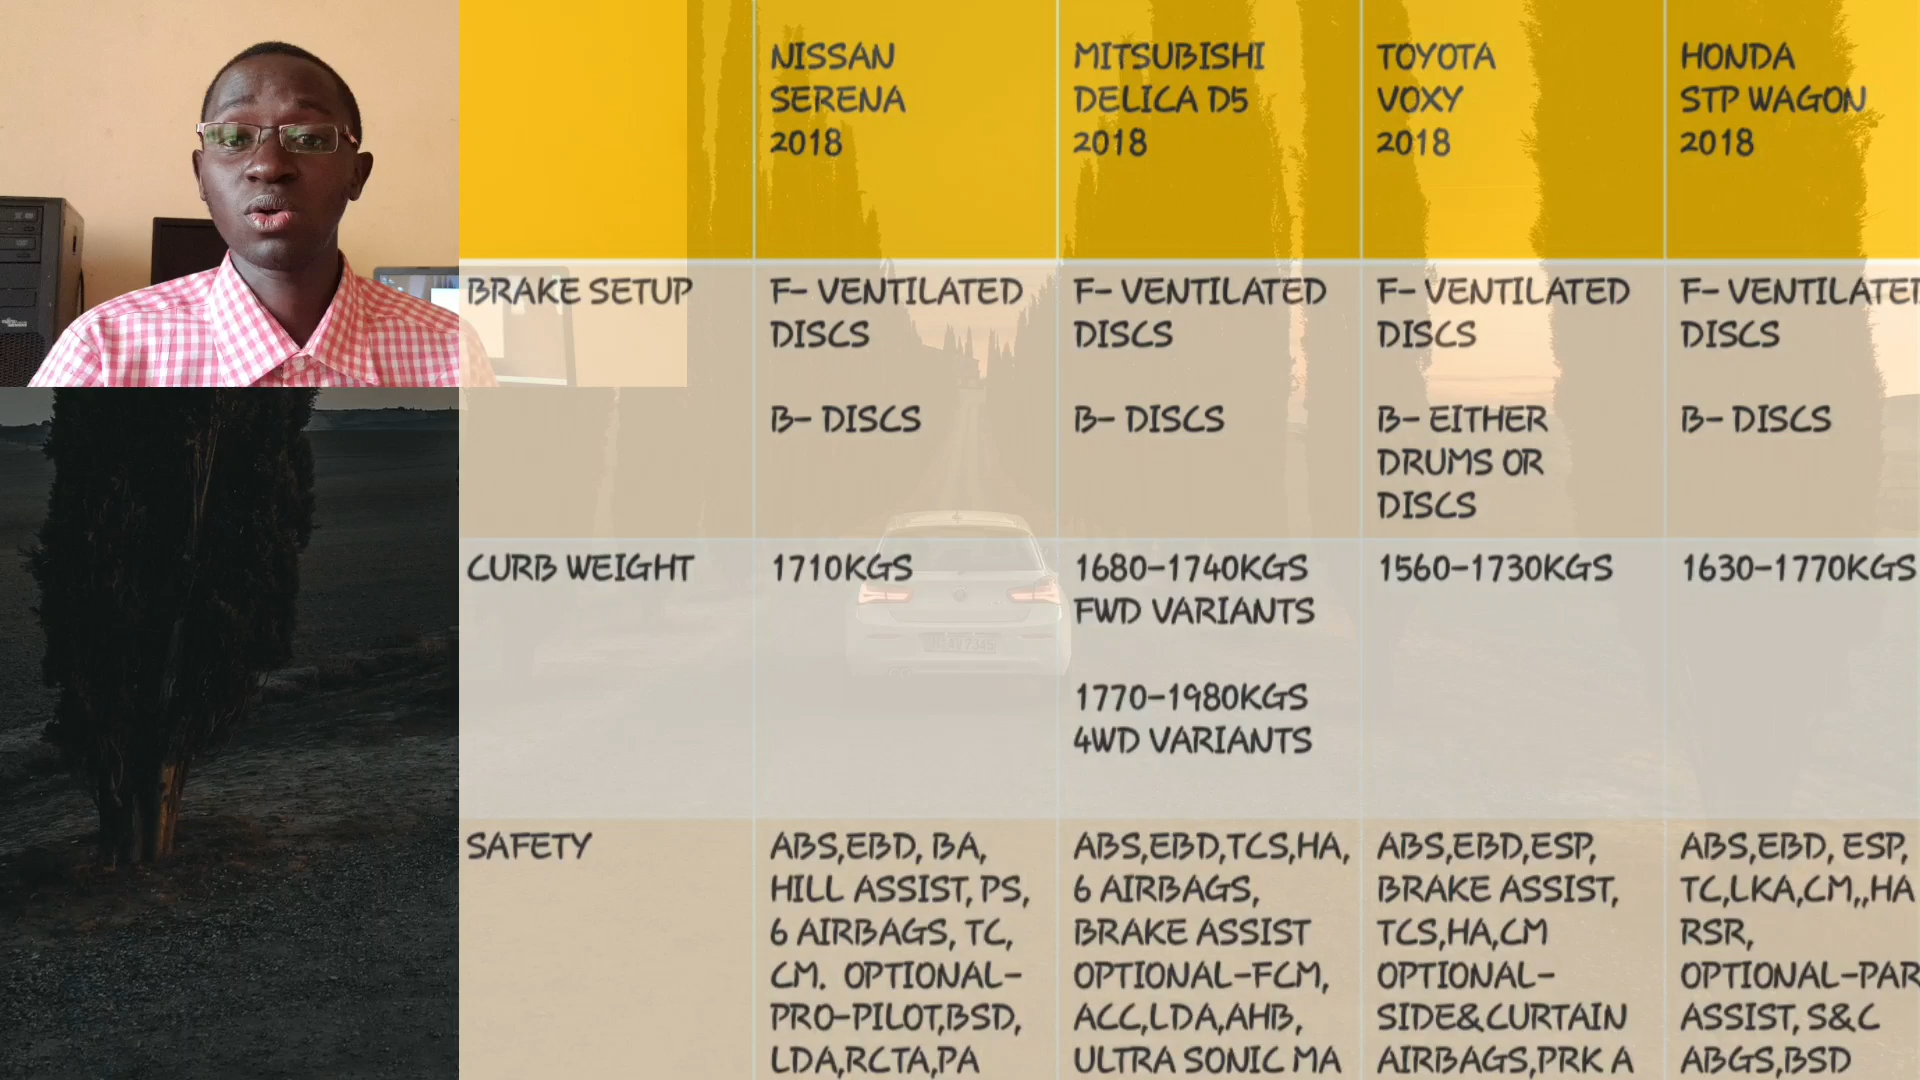 NISSAN
SERENA
2018
MITSUBISHI
DELICA D5
2018
TOYOTA
VOXY
2018
HONDA
STP WAGON
2018
BRAKE SETUP
F- VENTILATED
DISCS
B- DISCS
F- VENTILATED
DISCS
B- DISCS
F- VENTILATED
DISCS
B- EITHER
DRUMS OR
DISCS
F- VENTILATED
DISCS
B- DISCS
CURB WEIGHT
1710KGS
1680-1740KGS
FWD VARIANTS
1770-1980KGS
4WD VARIANTS
1560-1730KGS
1630-1770KGS
SAFETY
ABS,EBD, BA,
HILL ASSIST, PS,
6 AIRBAGS, TC,
CM. OPTIONAL-
PRO-PILOT,BSD,
LDA,RCTA,PA
ABS,EBD,TCS,HA,
6 AIRBAGS,
BRAKE ASSIST
OPTIONAL-FCM,
ACC,LDA,AHB,
ULTRA SONIC MA
ABS,EBD,ESP,
BRAKE ASSIST,
TCS,HA,CM
OPTIONAL-
SIDE&CURTAIN
AIRBAGS,PRK A
ABS,EBD, ESP,
TC,LKA,CM,,HA
RSR,
OPTIONAL-PAR
ASSIST, S&C
ABGS,BSD